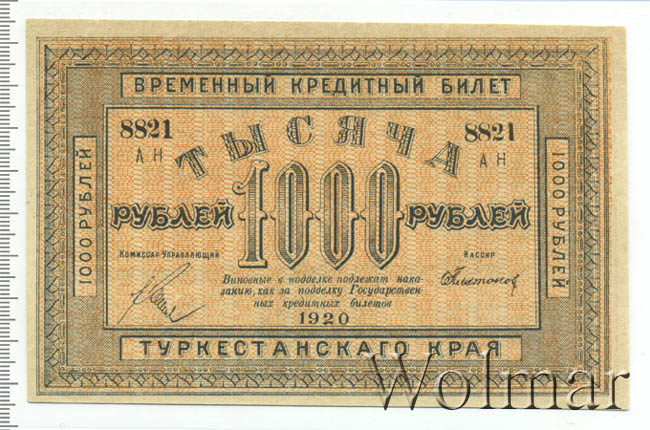 ВРЕМЕННЫЙ КРЕДИТНЫЙ БИЛЕТ
8821 8821
АН АН
ТЫСЯЧА
1000 РУБЛЕЙ
1000 РУБЛЕЙ
РУБЛЕЙ 1000 РУБЛЕЙ
Комиссар Управляющий
Кассир
Виновные в подделке подлежат нака-
занию, как за подделку Государствен
ных кредитных билетов
Платонов
1920
ТУРКЕСТАНСКАГО КРАЯ
Wolmar